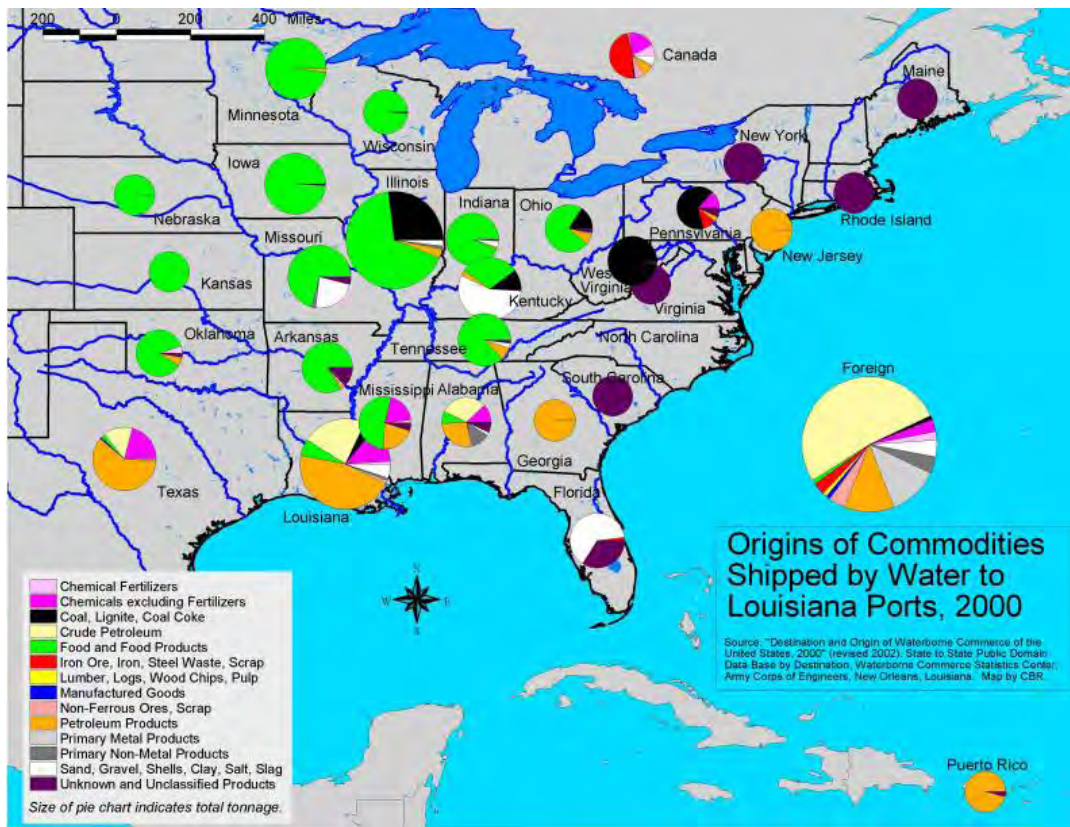 200 0 200 400 Miles
Canada
Maine
Minnesota
Wisconsin
New York
Iowa
Illinois
Indiana
Ohio
Nebraska
Rhode Island
Pennsylvania
Missouri
New Jersey
West
Virginia
Kansas
Kentucky
Virginia
Oklahoma
Arkansas
Tennessee
North Carolina
Mississippi
Alabama
South Carolina
Foreign
Georgia
Texas
Florida
Louisiana
Origins of Commodities
Shipped by Water to
Louisiana Ports, 2000
Source: "Destination and Origin of Waterborne Commerce of the
United States, 2000" (revised 2002). State to State Public Domain
Data Base by Destination, Waterborne Commerce Statistics Center,
Army Corps of Engineers, New Orleans, Louisiana. Map by CBR.
N
W E
S
Chemical Fertilizers
Chemicals excluding Fertilizers
Coal, Lignite, Coal Coke
Crude Petroleum
Food and Food Products
Iron Ore, Iron, Steel Waste, Scrap
Lumber, Logs, Wood Chips, Pulp
Manufactured Goods
Non-Ferrous Ores, Scrap
Petroleum Products
Primary Metal Products
Primary Non-Metal Products
Sand, Gravel, Shells, Clay, Salt, Slag
Unknown and Unclassified Products
Size of pie chart indicates total tonnage.
Puerto Rico